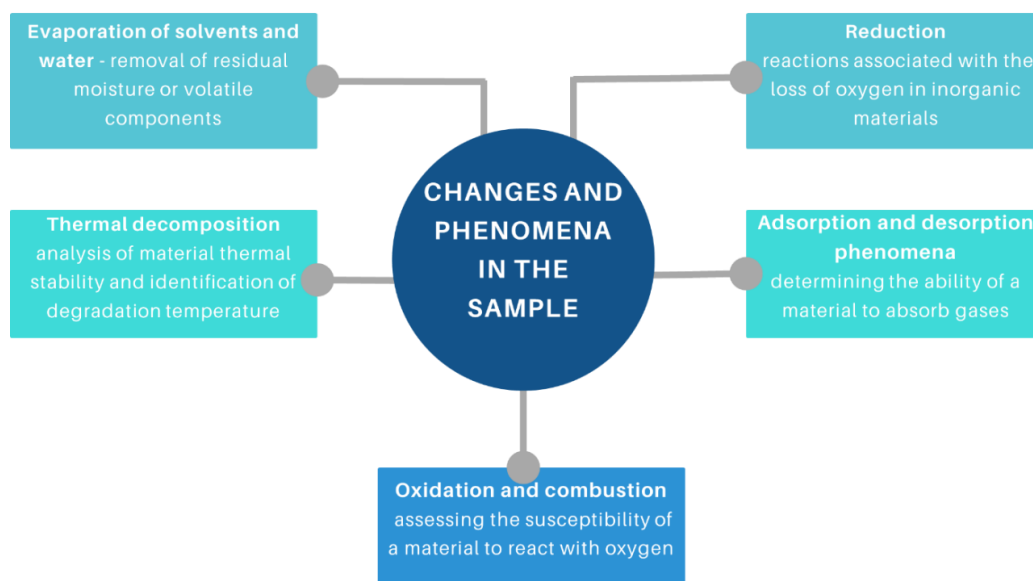 Evaporation of solvents and
water - removal of residual
moisture or volatile
components
Reduction
reactions associated with the
loss of oxygen in inorganic
materials
CHANGES AND
PHENOMENA
IN THE
SAMPLE
Thermal decomposition
analysis of material thermal
stability and identification of
degradation temperature
Adsorption and desorption
phenomena
determining the ability of a
material to absorb gases
Oxidation and combustion
assessing the susceptibility of
a material to react with oxygen